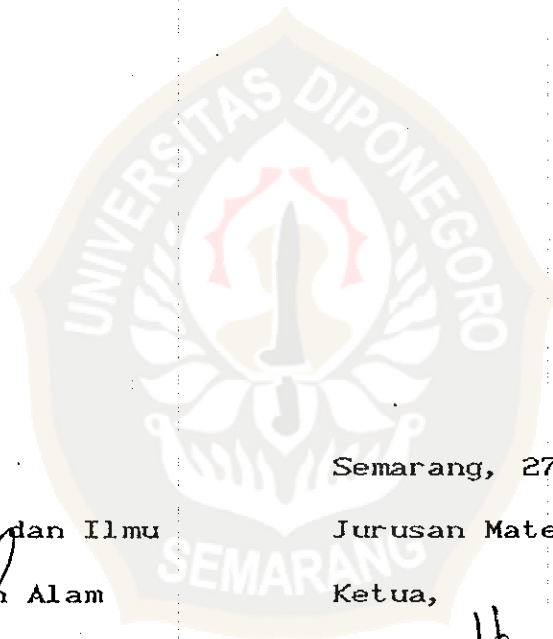 UNIVERSITAS DIPONEGORO
SEMARANG
Semarang, 27
dan Ilmu
Jurusan Mate
Alam
Ketua,